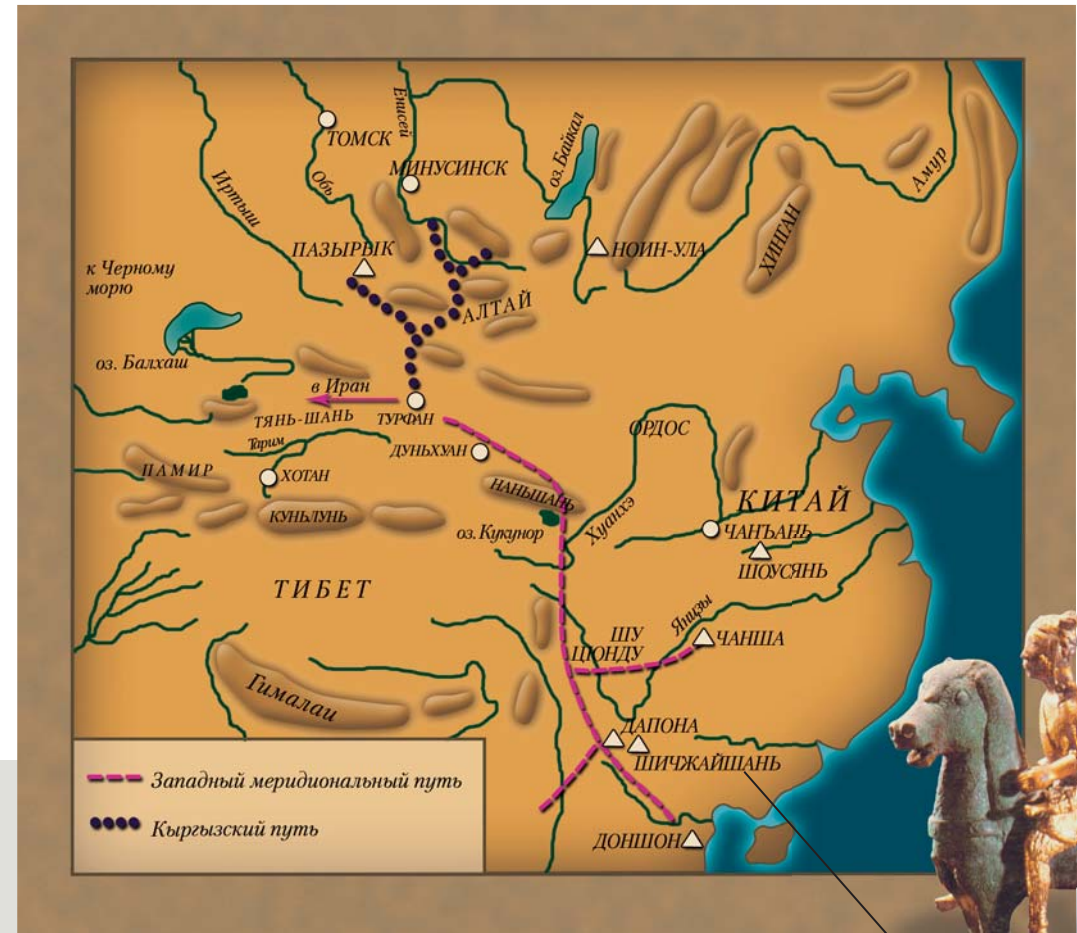 Енисей
ТОМСК
оз. Байкал
МИНУСИНСК
Обь
Иртыш
Амур
ХИНГАН
ПАЗЫРЫК
НОИН-УЛА
к Черному
морю
АЛТАЙ
оз. Балхаш
в Иран
ТЯНЬ-ШАНЬ
ТУРФАН
Тарим
ДУНЬХУАН
ОРДОС
ПАМИР
ХОТАН
НАНЬШАНЬ
КИТАЙ
КУНЬЛУНЬ
оз. Кукунор
Хуанхэ
ЧАНЪАНЬ
ШОУСЯНЬ
ТИБЕТ
Янцзы
ШУ
ЦЮНДУ
ЧАНША
Гималаи
ДАПОНА
ШИЧЖАЙШАНЬ
Западный меридиональный путь
Кыргызский путь
ДОНШОН